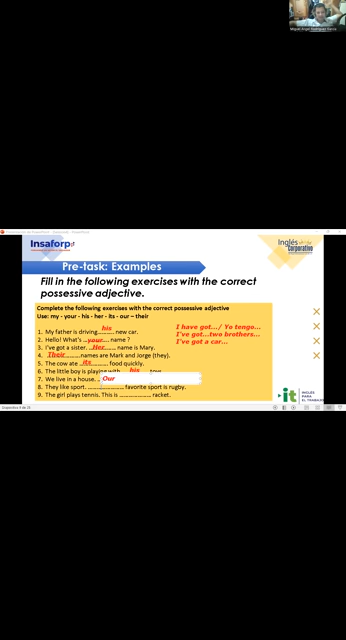 Miguel Angel Rodriguez Garcia
Insaforp
Inglés
Corporativo
Pre-task: Examples
Fill in the following exercises with the correct
possessive adjective.
Complete the following exercises with the correct possessive adjective
Use: my - your - his - her - its - our – their
1. My father is driving his new car.
2. Hello! What's ...your.... name ?
3. I've got a sister. ..Her...... name is Mary.
4. Their names are Mark and Jorge (they).
5. The cow ate its food quickly.
6. The little boy is playing with his toys
7. We live in a house. .. Our
8. They like sport. ........................ favorite sport is rugby.
9. The girl plays tennis. This is ..................... racket.
I have got.../ Yo tengo...
I've got...two brothers...
I've got a car...
it
INGLÉS
PARA
EL TRABAJO